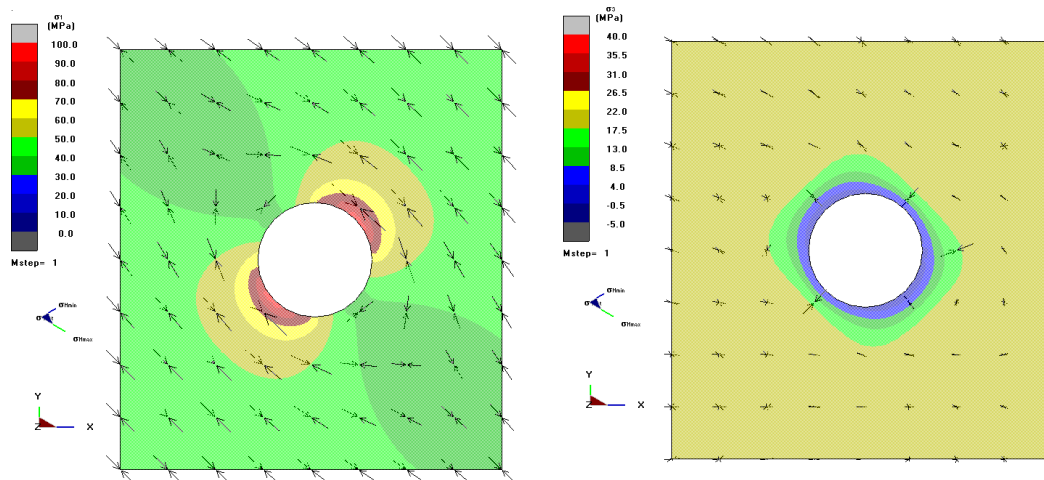 σ1
(MPa)
100.0
90.0
80.0
70.0
60.0
50.0
40.0
30.0
20.0
10.0
0.0
Mstep= 1
σHmin
σHmax
Y
Z
X
σ3
(MPa)
40.0
35.5
31.0
26.5
22.0
17.5
13.0
8.5
4.0
-0.5
-5.0
Mstep= 1
σHmin
σHmax
Y
Z
X